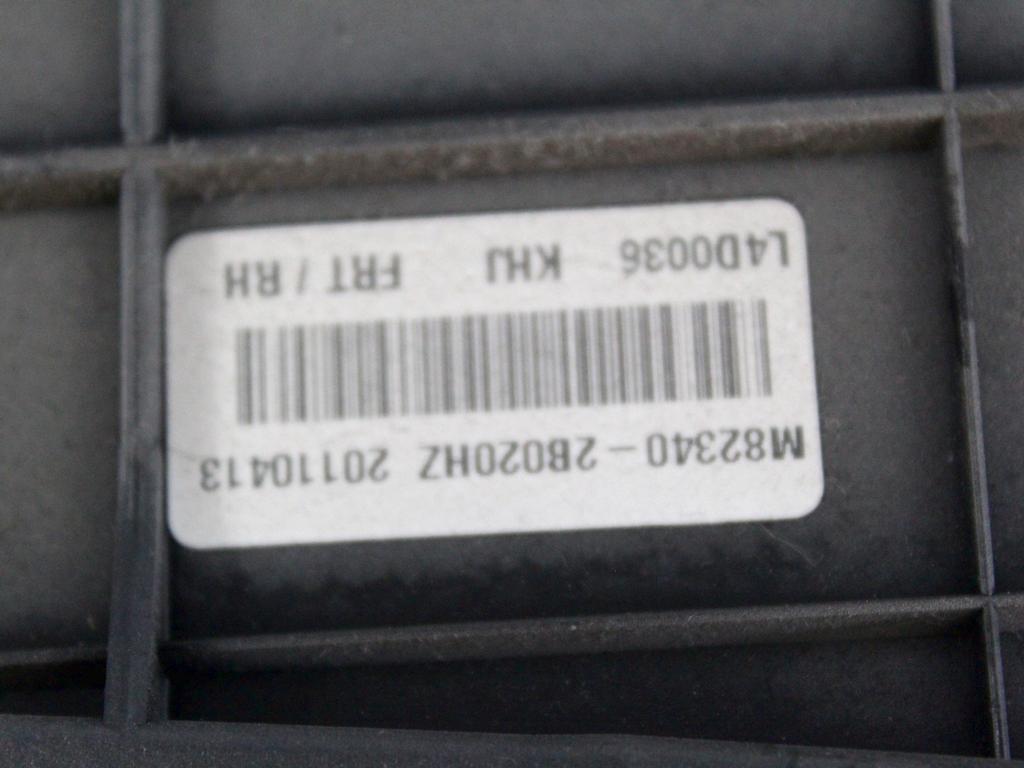 M82340-2B020HZ 20110413
L4D0036 KHJ FRT / RH